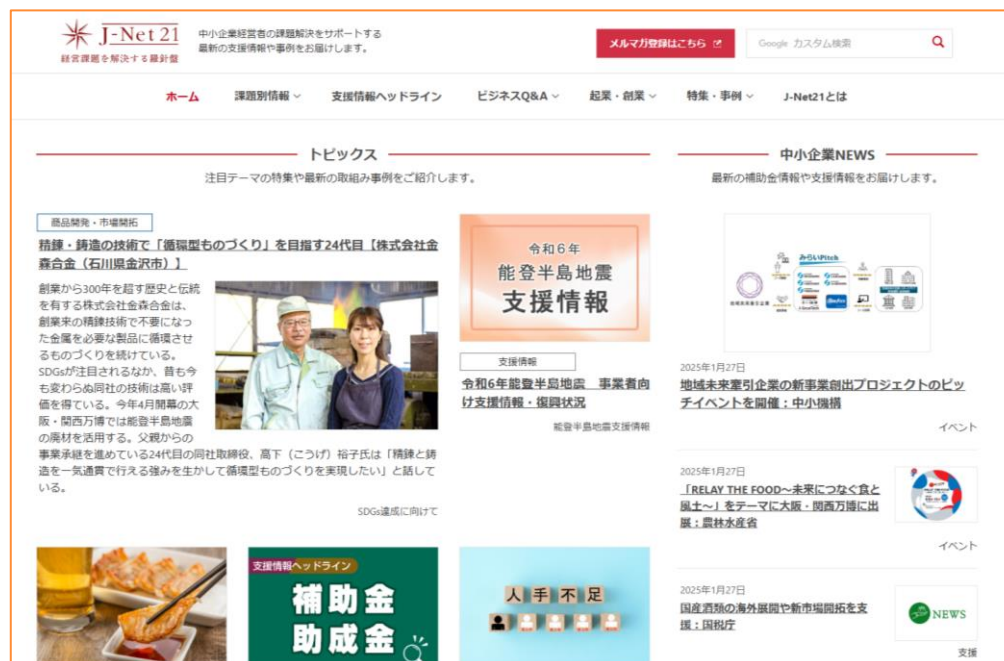 J-Net21
経営課題を解決する羅針盤
中小企業経営者の課題解決をサポートする
最新の支援情報や事例をお届けします。
メルマガ登録はこちら
Google カスタム検索
ホーム
課題別情報
支援情報ヘッドライン
ビジネスQ&A
起業・創業
特集・事例
J-Net21とは
トピックス
注目テーマの特集や最新の取組み事例をご紹介します。
商品開発・市場開拓
精錬・鋳造の技術で「循環型ものづくり」を目指す24代目【株式会社金
森合金（石川県金沢市）】
創業から300年を超す歴史と伝統
を有する株式会社金森合金は、
創業来の精錬技術で不要になっ
た金属を必要な製品に循環させ
るものづくりを続けている。
SDGsが注目されるなか、昔も今
も変わらぬ同社の技術は高い評
価を得ている。今年4月開幕の大
阪・関西万博では能登半島地震
の廃材を活用する。父親からの
事業承継を進めている24代目の同社取締役、高下（こうげ）裕子氏は「精錬と鋳
造を一気通貫で行える強みを生かして循環型ものづくりを実現したい」と話して
いる。
SDGs達成に向けて
令和6年
能登半島地震
支援情報
支援情報
令和6年能登半島地震　事業者向
け支援情報・復興状況
能登半島地震支援情報
支援情報ヘッドライン
補助金
助成金
人手不足
中小企業NEWS
最新の補助金情報や支援情報をお届けします。
みらいPitch
2025年1月27日
地域未来牽引企業の新事業創出プロジェクトのピッ
チイベントを開催：中小機構
イベント
2025年1月27日
「RELAY THE FOOD～未来につなぐ食と
風土～」をテーマに大阪・関西万博に出
展：農林水産省
イベント
2025年1月27日
国産酒類の海外展開や新市場開拓を支
援：国税庁
NEWS
支援